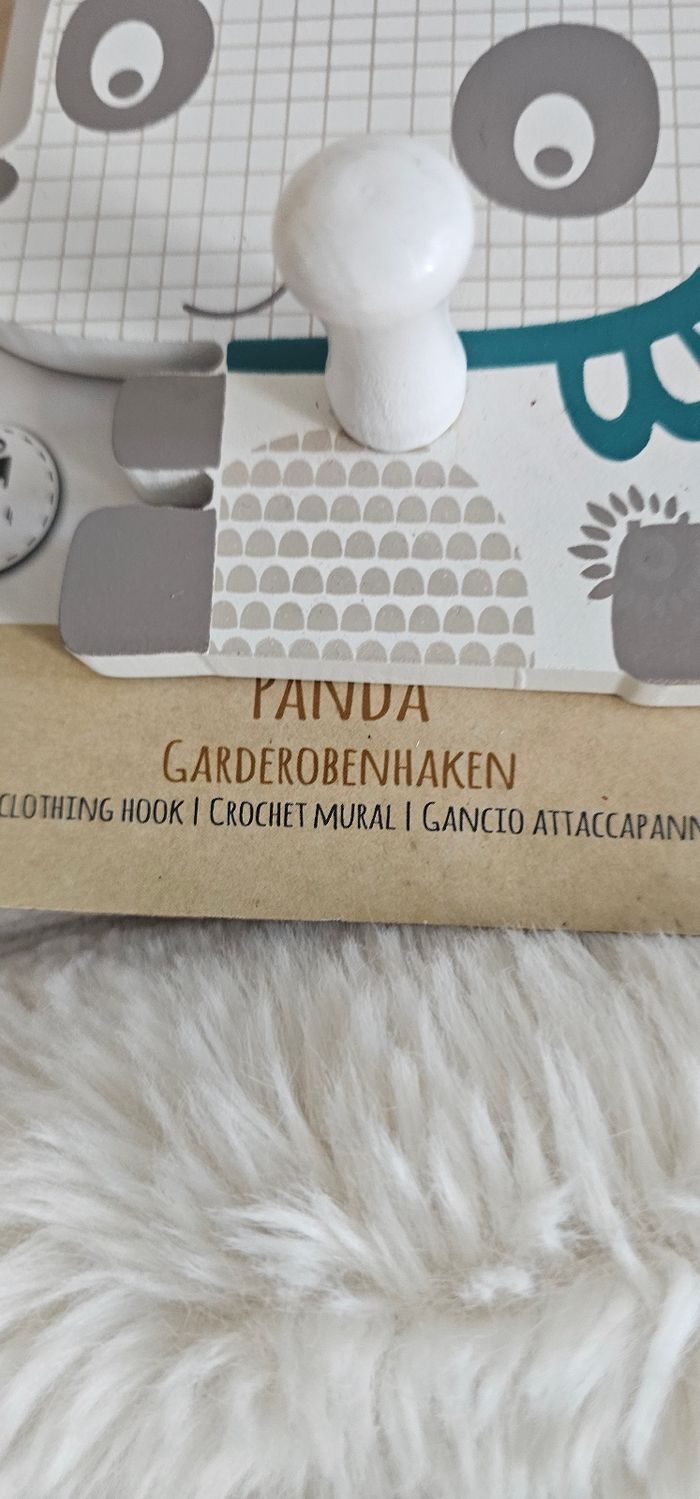 PANDA
GARDEROBENHAKEN
CLOTHING HOOK | CROCHET MURAL | GANCIO ATTACCAPANN